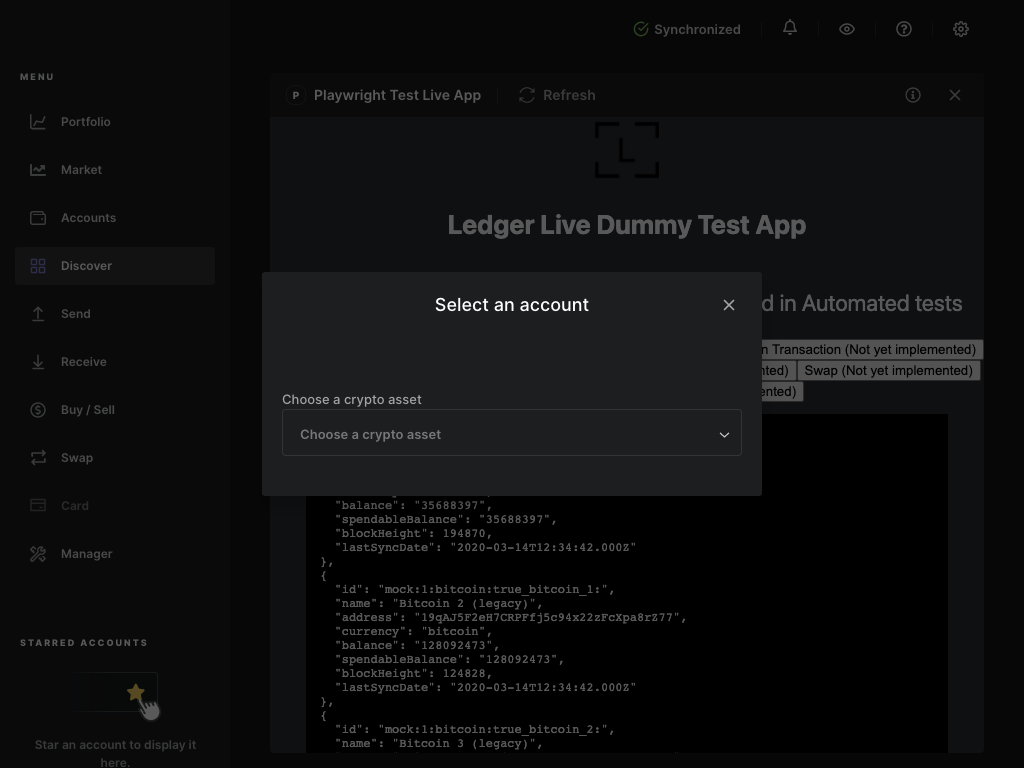 Synchronized
MENU
Portfolio
Market
Accounts
Discover
Send
Receive
Buy / Sell
Swap
Card
Manager
STARRED ACCOUNTS
Star an account to display it
here.
P Playwright Test Live App
Refresh
Ledger Live Dummy Test App
d in Automated tests
n Transaction (Not yet implemented)
nted) Swap (Not yet implemented)
ented)
Select an account
Choose a crypto asset
Choose a crypto asset
"balance": "35688397",
"spendableBalance": "35688397",
"blockHeight": 194870,
"lastSyncDate": "2020-03-14T12:34:42.000Z"
},
{
"id": "mock:1:bitcoin:true_bitcoin_1:",
"name": "Bitcoin 2 (legacy)",
"address": "19qAJ5F2eH7CRPFfj5c94x22zFcXpa8rZ77",
"currency": "bitcoin",
"balance": "128092473",
"spendableBalance": "128092473",
"blockHeight": 124828,
"lastSyncDate": "2020-03-14T12:34:42.000Z"
},
{
"id": "mock:1:bitcoin:true_bitcoin_2:",
"name": "Bitcoin 3 (legacy)",